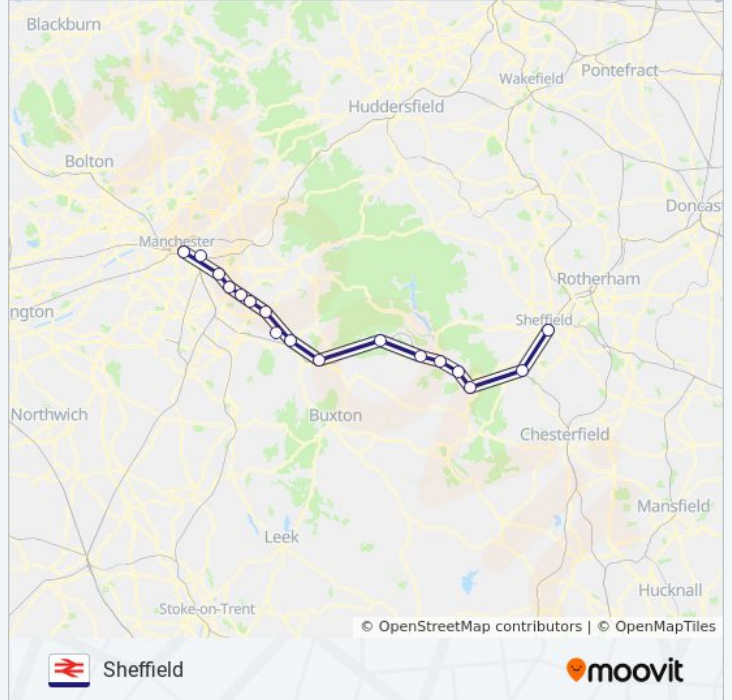 Blackburn
Wakefield
Pontefract
Huddersfield
Bolton
Doncas
Manchester
Rotherham
ngton
Sheffield
Northwich
Buxton
Chesterfield
Mansfield
Leek
Hucknall
Stoke-on-Trent
© OpenStreetMap contributors | © OpenMapTiles
Sheffield
moovit